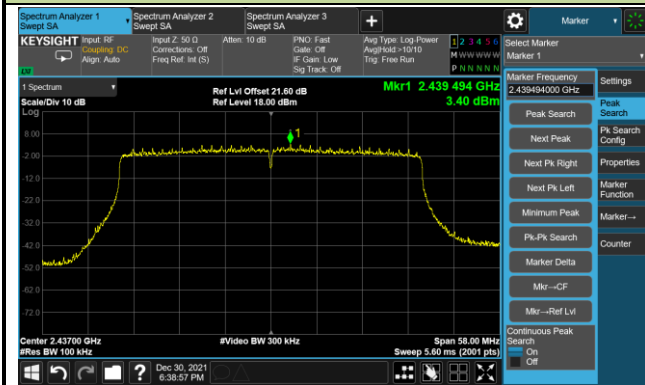 Spectrum Analyzer 1
Swept SA
Spectrum Analyzer 2
Swept SA
Spectrum Analyzer 3
Swept SA
+
Marker
KEYSIGHT
Input: RF
Coupling: DC
Align: Auto
Input Z: 50 Ω
Corrections: Off
Freq Ref: Int (S)
Atten: 10 dB
PNO: Fast
Gate: Off
IF Gain: Low
Sig Track: Off
Avg Type: Log-Power
Avg|Hold:>10/10
Trig: Free Run
1 2 3 4 5 6
M W W W W W
P N N N N N
LXI
Select Marker
Marker 1
1 Spectrum
Scale/Div 10 dB
Log
Ref Lvl Offset 21.60 dB
Ref Level 18.00 dBm
Mkr1 2.439 494 GHz
3.40 dBm
1
8.00
-2.00
-12.0
-22.0
-32.0
-42.0
-52.0
-62.0
-72.0
Center 2.43700 GHz
#Res BW 100 kHz
#Video BW 300 kHz
Span 58.00 MHz
Sweep 5.60 ms (2001 pts)
Marker Frequency
2.439494000 GHz
Peak Search
Next Peak
Next Pk Right
Next Pk Left
Minimum Peak
Pk-Pk Search
Marker Delta
Mkr→CF
Mkr→Ref Lvl
Continuous Peak
Search
On
Off
Settings
Peak
Search
Pk Search
Config
Properties
Marker
Function
Marker→
Counter
?
Dec 30, 2021
6:38:57 PM